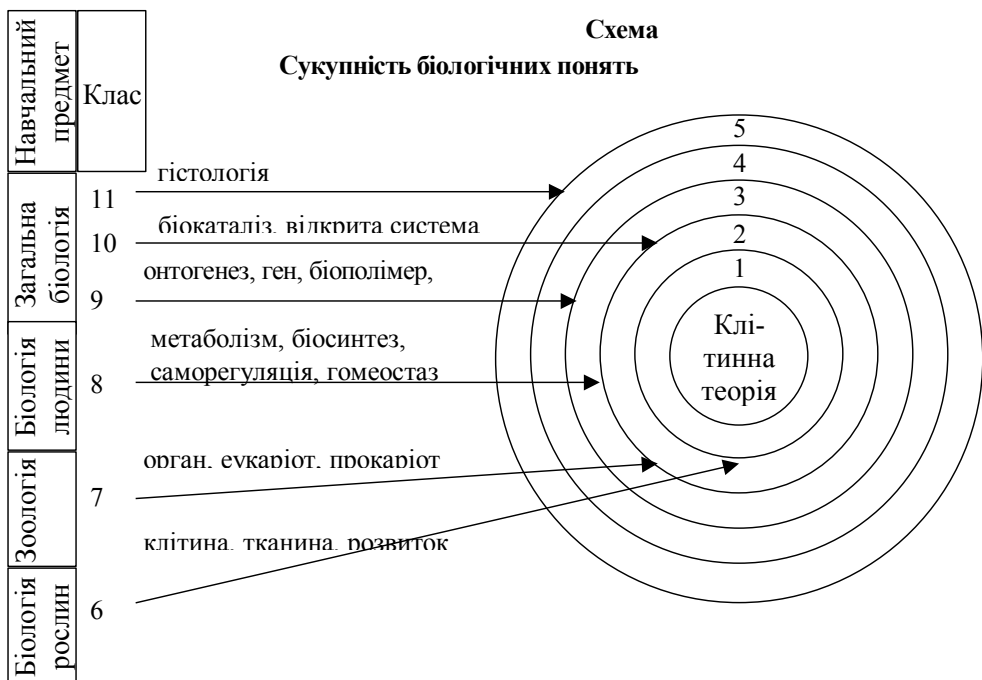 Схема
Сукупність біологічних понять
Навчальний
предмет
Клас
Загальна
біологія
11
гістологія
10
біокаталіз, відкрита система
9
онтогенез, ген, біополімер,
Біологія
людини
8
метаболізм, біосинтез,
саморегуляція, гомеостаз
Зоологія
7
орган, еукаріот, прокаріот
Біологія
рослин
6
клітина, тканина, розвиток
5
4
3
2
1
Клі-
тинна
теорія